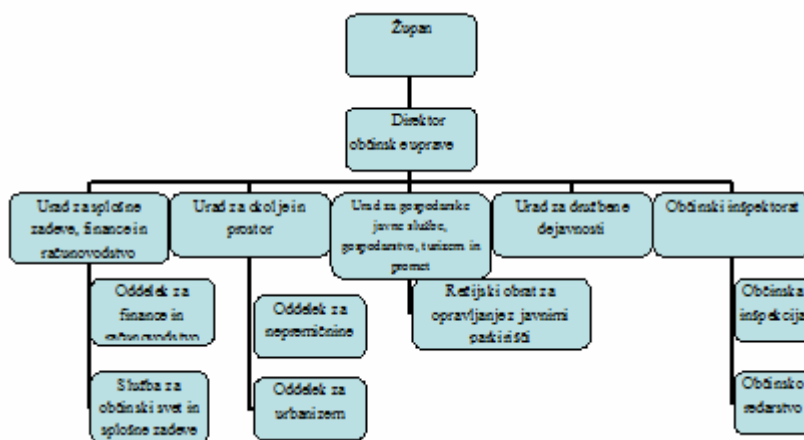 Župan
Direktor
občinske uprave
Urad za splošne
zadeve, finance in
računovodstvo
Urad za okolje in
prostor
Urad za gospodarske
javne službe,
gospodarstvo, turizem in
promet
Urad za družbene
dejavnosti
Občinski inšpektorat
Oddelek za
finance in
računovodstvo
Služba za
občinski svet in
splošne zadeve
Oddelek za
nepremičnine
Oddelek za
urbanizem
Režijski obrat za
opravljanje z javnimi
parkirišči
Občinska
inšpekcija
Občinsko
redarstvo